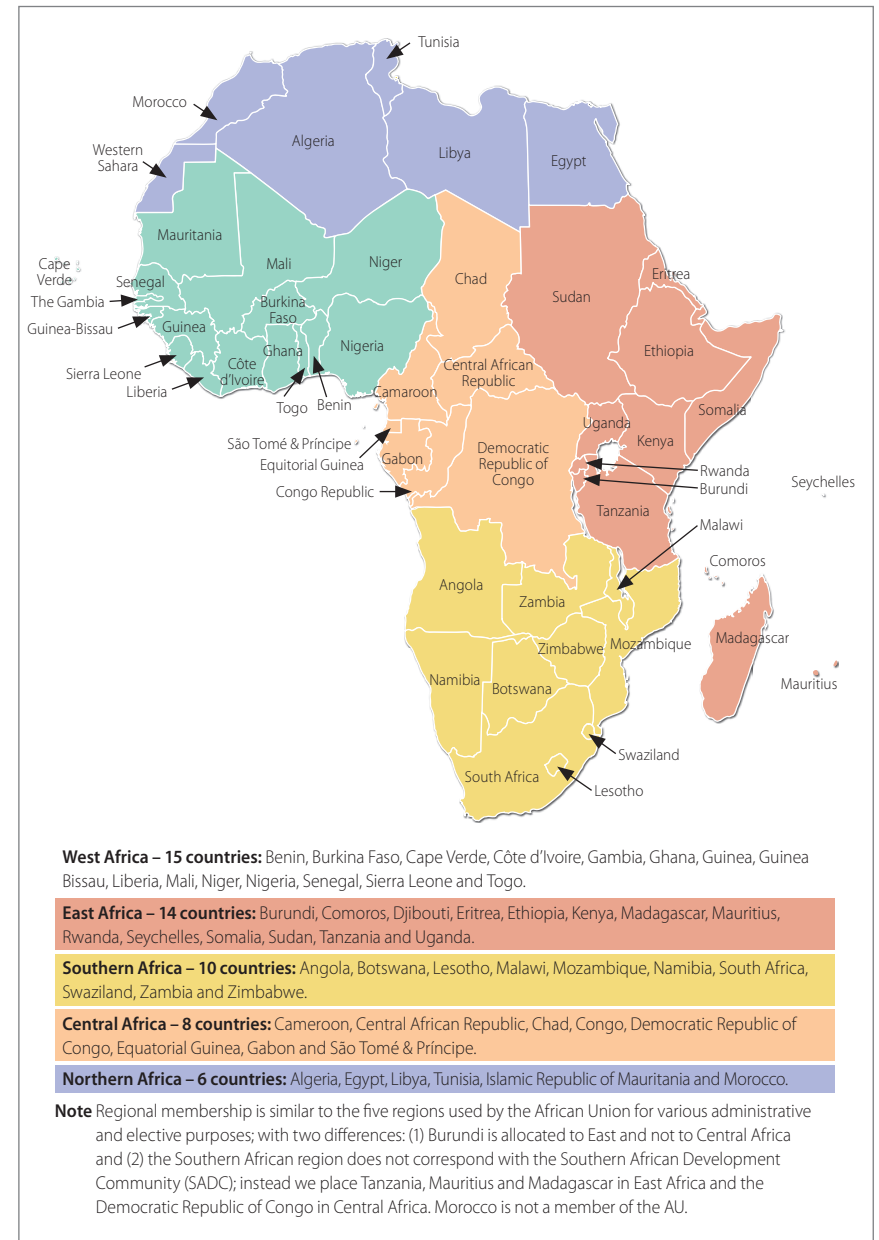 Tunisia
Morocco
Algeria
Western
Sahara
Libya
Egypt
Mauritania
Cape
Verde
Mali
Niger
Chad
Sudan
Eritrea
Senegal
The Gambia
Burkina
Faso
Guinea-Bissau
Guinea
Nigeria
Ethiopia
Ghana
Côte
d'Ivoire
Central African
Republic
Sierra Leone
Liberia
Togo
Benin
Camaroon
Somalia
Uganda
Kenya
São Tomé & Príncipe
Equitorial Guinea
Gabon
Democratic
Republic of
Congo
Rwanda
Burundi
Seychelles
Congo Republic
Tanzania
Malawi
Comoros
Angola
Zambia
Madagascar
Zimbabwe
Mozambique
Namibia
Botswana
Mauritius
Swaziland
South Africa
Lesotho
West Africa – 15 countries: Benin, Burkina Faso, Cape Verde, Côte d'Ivoire, Gambia, Ghana, Guinea, Guinea
Bissau, Liberia, Mali, Niger, Nigeria, Senegal, Sierra Leone and Togo.
East Africa – 14 countries: Burundi, Comoros, Djibouti, Eritrea, Ethiopia, Kenya, Madagascar, Mauritius,
Rwanda, Seychelles, Somalia, Sudan, Tanzania and Uganda.
Southern Africa – 10 countries: Angola, Botswana, Lesotho, Malawi, Mozambique, Namibia, South Africa,
Swaziland, Zambia and Zimbabwe.
Central Africa – 8 countries: Cameroon, Central African Republic, Chad, Congo, Democratic Republic of
Congo, Equatorial Guinea, Gabon and São Tomé & Príncipe.
Northern Africa – 6 countries: Algeria, Egypt, Libya, Tunisia, Islamic Republic of Mauritania and Morocco.
Note Regional membership is similar to the five regions used by the African Union for various administrative
and elective purposes; with two differences: (1) Burundi is allocated to East and not to Central Africa
and (2) the Southern African region does not correspond with the Southern African Development
Community (SADC); instead we place Tanzania, Mauritius and Madagascar in East Africa and the
Democratic Republic of Congo in Central Africa. Morocco is not a member of the AU.